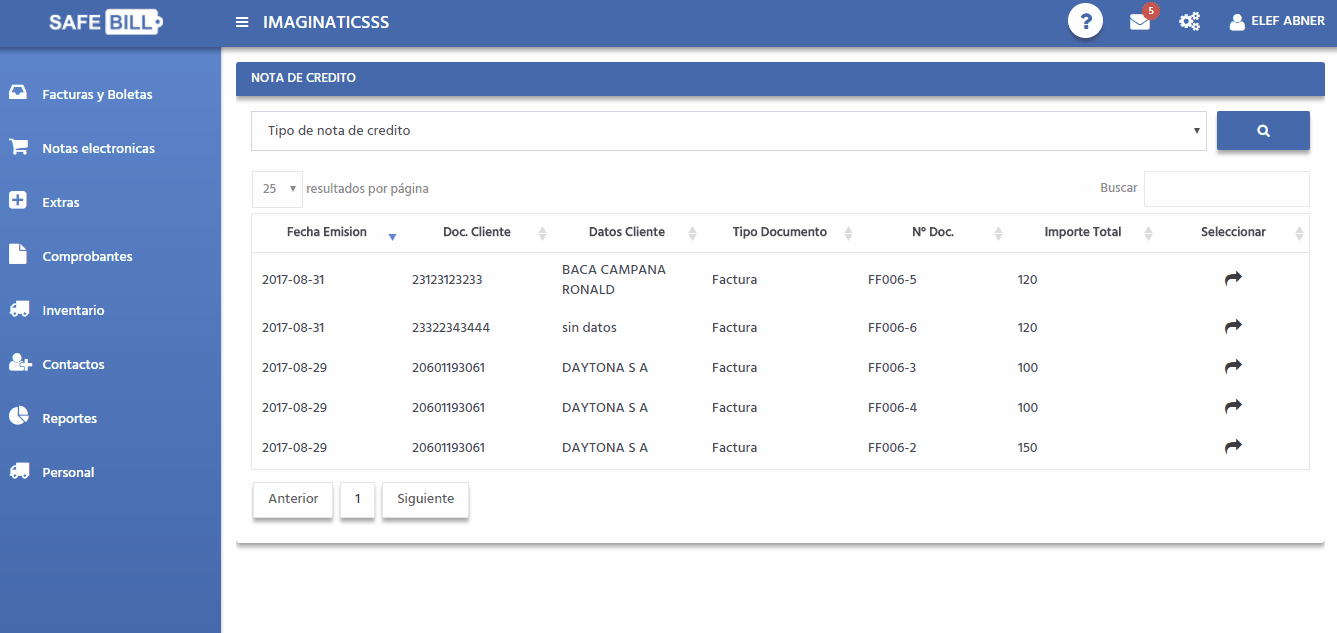 SAFE BILL
IMAGINATICSSS
?
5
ELEF ABNER
Facturas y Boletas
Notas electronicas
Extras
Comprobantes
Inventario
Contactos
Reportes
Personal
NOTA DE CREDITO
Tipo de nota de credito
25 resultados por página
Buscar
Fecha Emision Doc. Cliente Datos Cliente Tipo Documento Nº Doc. Importe Total Seleccionar
2017-08-31 23123123233 BACA CAMPANA RONALD Factura FF006-5 120
2017-08-31 23322343444 sin datos Factura FF006-6 120
2017-08-29 20601193061 DAYTONA S A Factura FF006-3 100
2017-08-29 20601193061 DAYTONA S A Factura FF006-4 100
2017-08-29 20601193061 DAYTONA S A Factura FF006-2 150
Anterior 1 Siguiente